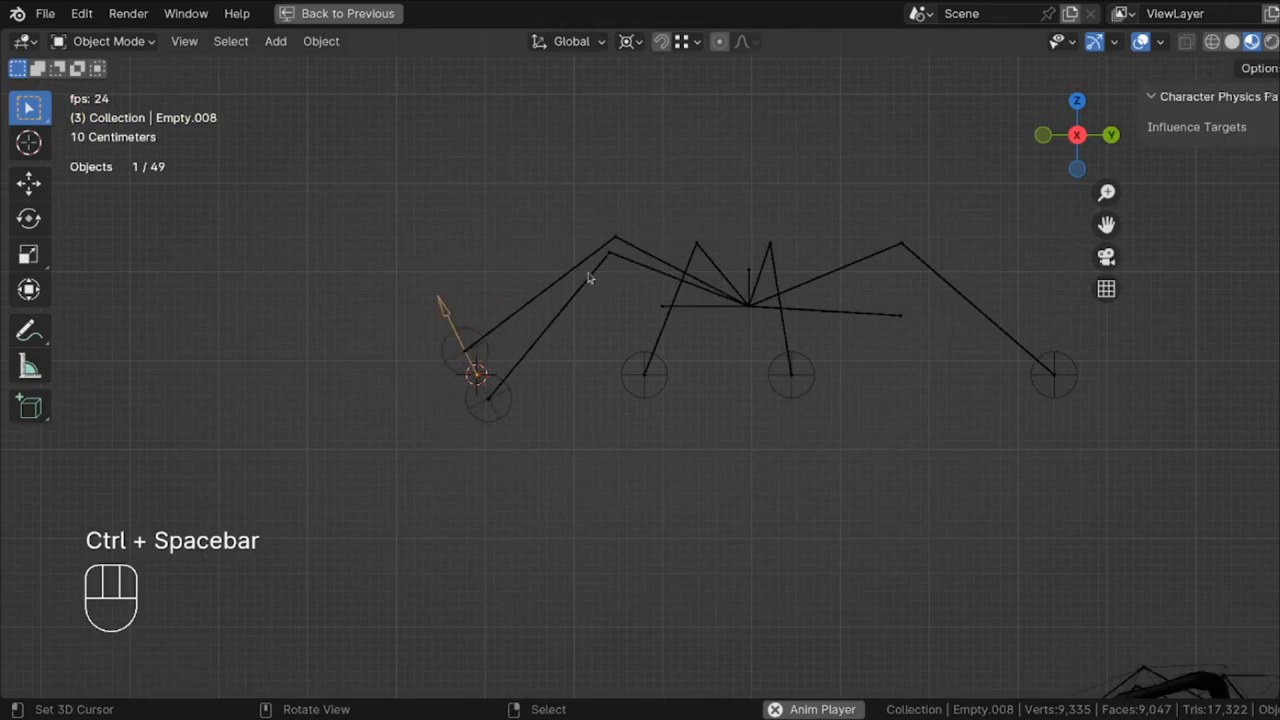 File Edit Render Window Help Back to Previous Scene ViewLayer
Object Mode View Select Add Object Global
Option
fps: 24
(3) Collection | Empty.008
10 Centimeters
Objects 1 / 49
Z
X
Y
Character Physics Pa
Influence Targets
Ctrl + Spacebar
Set 3D Cursor Rotate View Select Anim Player Collection | Empty.008 | Verts:9,335 | Faces:9,047 | Tris:17,322 | Obj